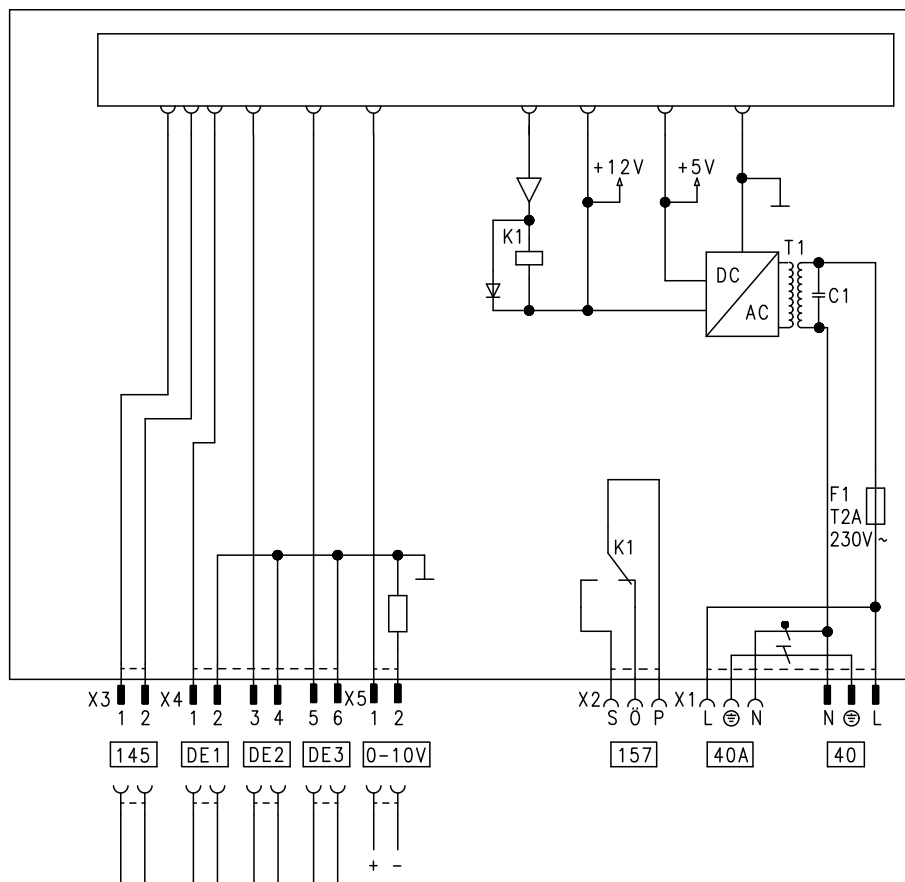 +12V +5V
K1
T1
DC
AC
C1
F1
T2A
230V~
K1
X3 X4 X5 X2 X1
1 2 1 2 3 4 5 6 1 2 S Ö P L N N L
145 DE1 DE2 DE3 0-10V 157 40A 40
+ -